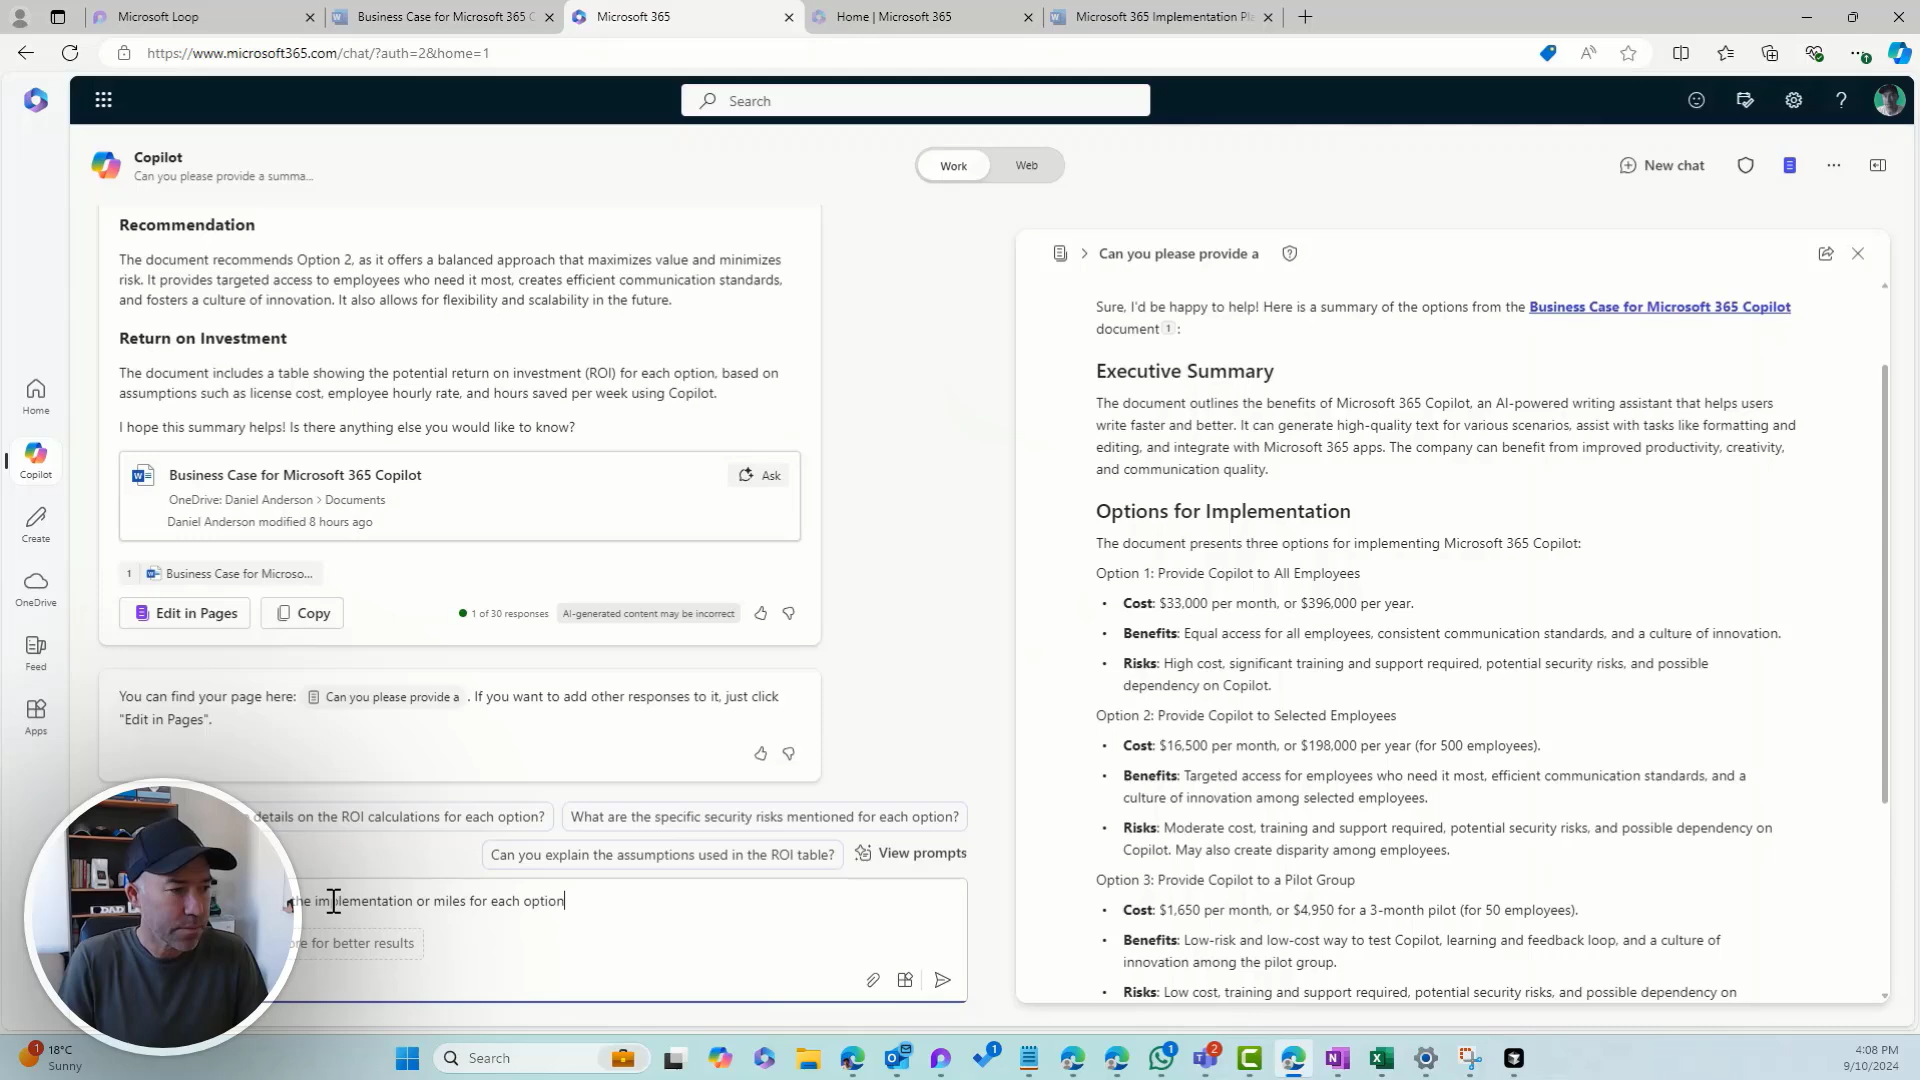 Microsoft Loop
Business Case for Microsoft 365 C
Microsoft 365
Home | Microsoft 365
Microsoft 365 Implementation Pl
https://www.microsoft365.com/chat/?auth=2&home=1
Search
Copilot
Can you please provide a summa...
Work
Web
New chat
Home
Copilot
Create
OneDrive
Feed
Apps
Recommendation
The document recommends Option 2, as it offers a balanced approach that maximizes value and minimizes
risk. It provides targeted access to employees who need it most, creates efficient communication standards,
and fosters a culture of innovation. It also allows for flexibility and scalability in the future.
Return on Investment
The document includes a table showing the potential return on investment (ROI) for each option, based on
assumptions such as license cost, employee hourly rate, and hours saved per week using Copilot.
I hope this summary helps! Is there anything else you would like to know?
Business Case for Microsoft 365 Copilot
Ask
OneDrive: Daniel Anderson > Documents
Daniel Anderson modified 8 hours ago
1 Business Case for Microso...
Edit in Pages
Copy
1 of 30 responses
AI-generated content may be incorrect
You can find your page here: Can you please provide a . If you want to add other responses to it, just click
"Edit in Pages".
details on the ROI calculations for each option?
What are the specific security risks mentioned for each option?
Can you explain the assumptions used in the ROI table?
View prompts
the implementation or miles for each option
for better results
Can you please provide a
Sure, I'd be happy to help! Here is a summary of the options from the Business Case for Microsoft 365 Copilot
document 1 :
Executive Summary
The document outlines the benefits of Microsoft 365 Copilot, an AI-powered writing assistant that helps users
write faster and better. It can generate high-quality text for various scenarios, assist with tasks like formatting and
editing, and integrate with Microsoft 365 apps. The company can benefit from improved productivity, creativity,
and communication quality.
Options for Implementation
The document presents three options for implementing Microsoft 365 Copilot:
Option 1: Provide Copilot to All Employees
• Cost: $33,000 per month, or $396,000 per year.
• Benefits: Equal access for all employees, consistent communication standards, and a culture of innovation.
• Risks: High cost, significant training and support required, potential security risks, and possible
dependency on Copilot.
Option 2: Provide Copilot to Selected Employees
• Cost: $16,500 per month, or $198,000 per year (for 500 employees).
• Benefits: Targeted access for employees who need it most, efficient communication standards, and a
culture of innovation among selected employees.
• Risks: Moderate cost, training and support required, potential security risks, and possible dependency on
Copilot. May also create disparity among employees.
Option 3: Provide Copilot to a Pilot Group
• Cost: $1,650 per month, or $4,950 for a 3-month pilot (for 50 employees).
• Benefits: Low-risk and low-cost way to test Copilot, learning and feedback loop, and a culture of
innovation among the pilot group.
• Risks: Low cost, training and support required, potential security risks, and possible dependency on
1
18°C
Sunny
Search
1
1
2
4:08 PM
9/10/2024